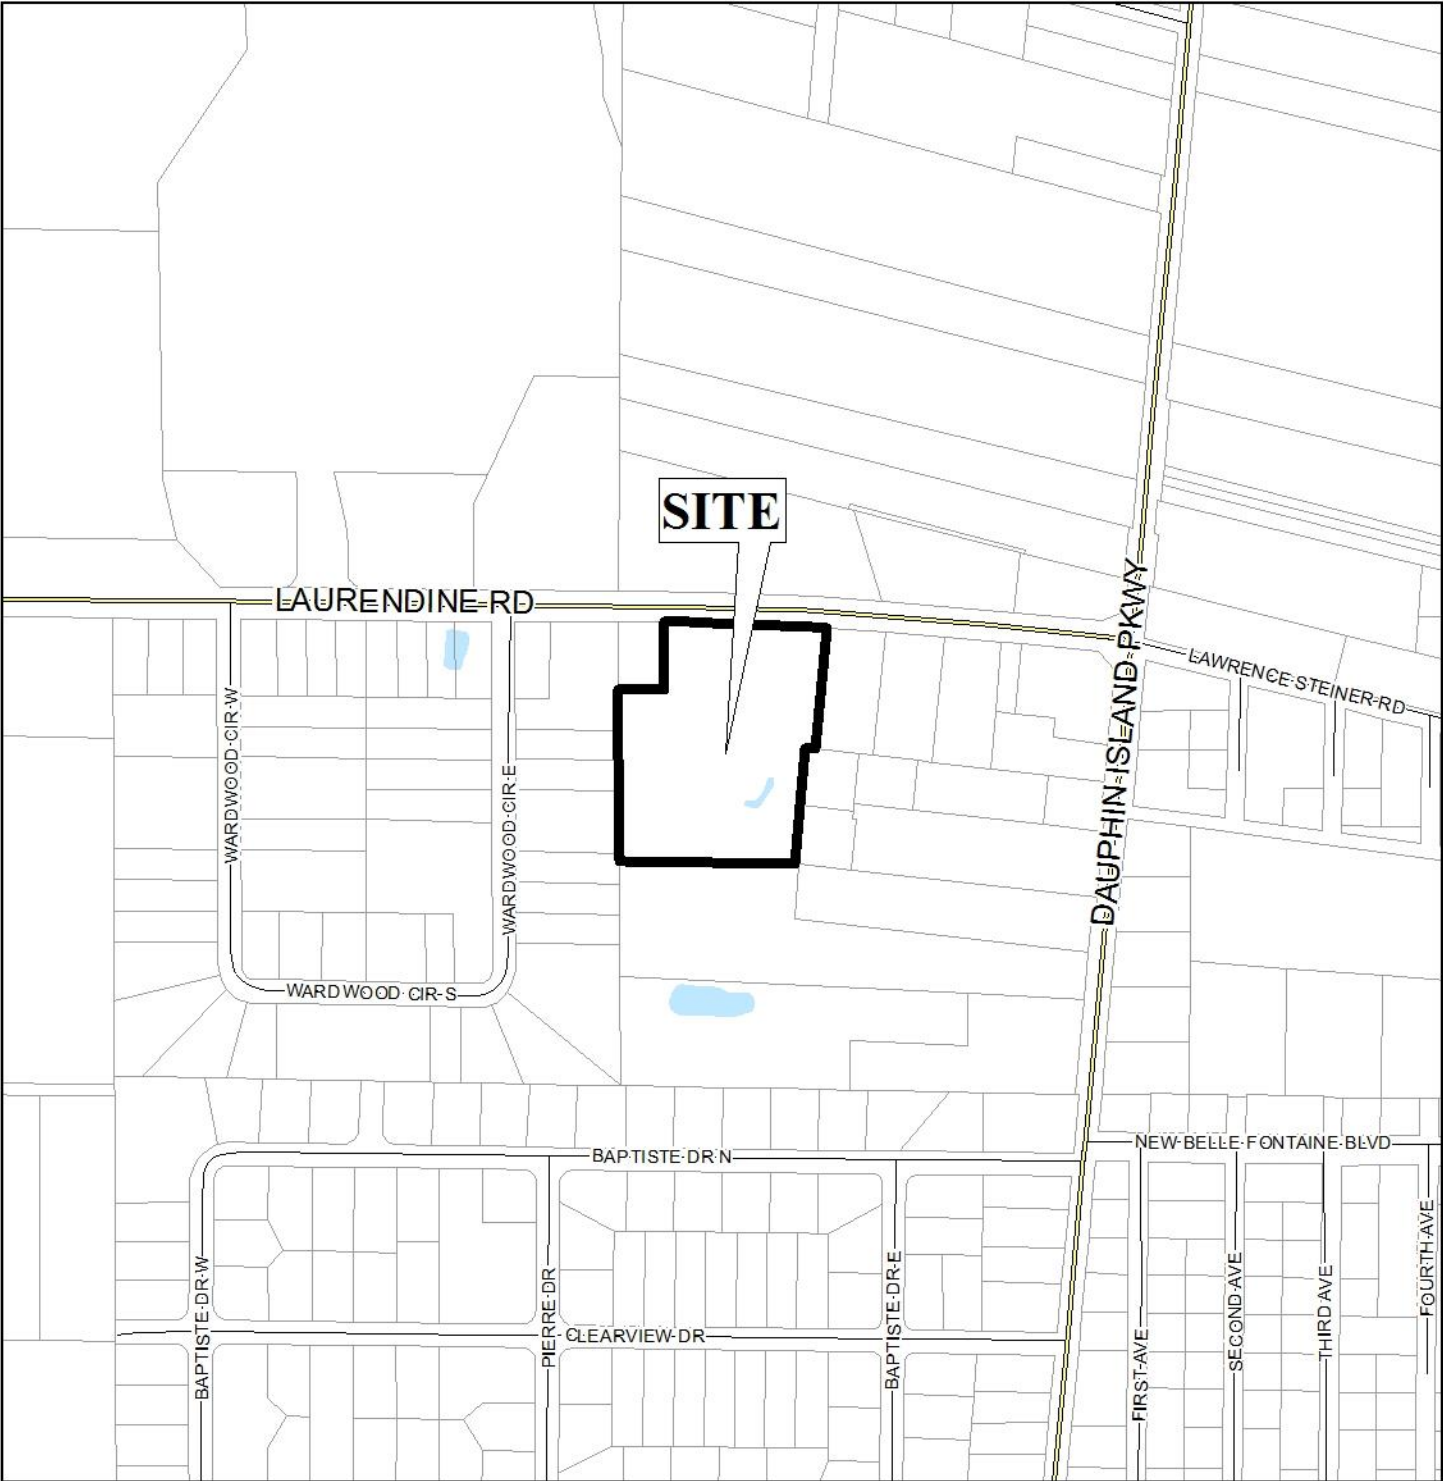 SITE
LAURENDINE RD
DAUPHIN ISLAND PKWY
LAWRENCE STEINER RD
WARDWOOD CIR W
WARDWOOD CIR E
WARDWOOD CIR S
BAPTISTE DR N
NEW BELLE FONTAINE BLVD
BAPTISTE DR W
PIERRE DR
CLEARVIEW DR
BAPTISTE DR E
FIRST AVE
SECOND AVE
THIRD AVE
FOURTH AVE